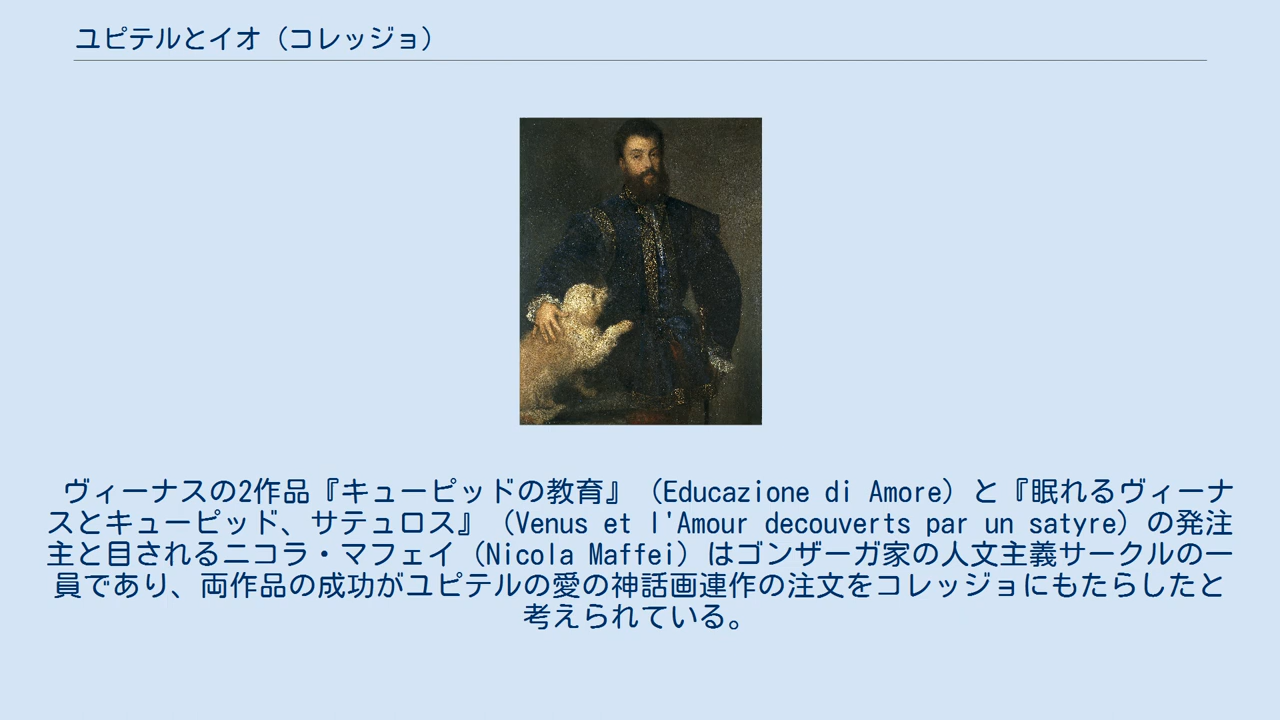 ユピテルとイオ（コレッジョ）
ヴィーナスの2作品『キューピッドの教育』（Educazione di Amore）と『眠れるヴィーナ
スとキューピッド、サテュロス』（Venus et l'Amour decouverts par un satyre）の発注
主と目されるニコラ・マフェイ（Nicola Maffei）はゴンザーガ家の人文主義サークルの一
員であり、両作品の成功がユピテルの愛の神話画連作の注文をコレッジョにもたらしたと
考えられている。